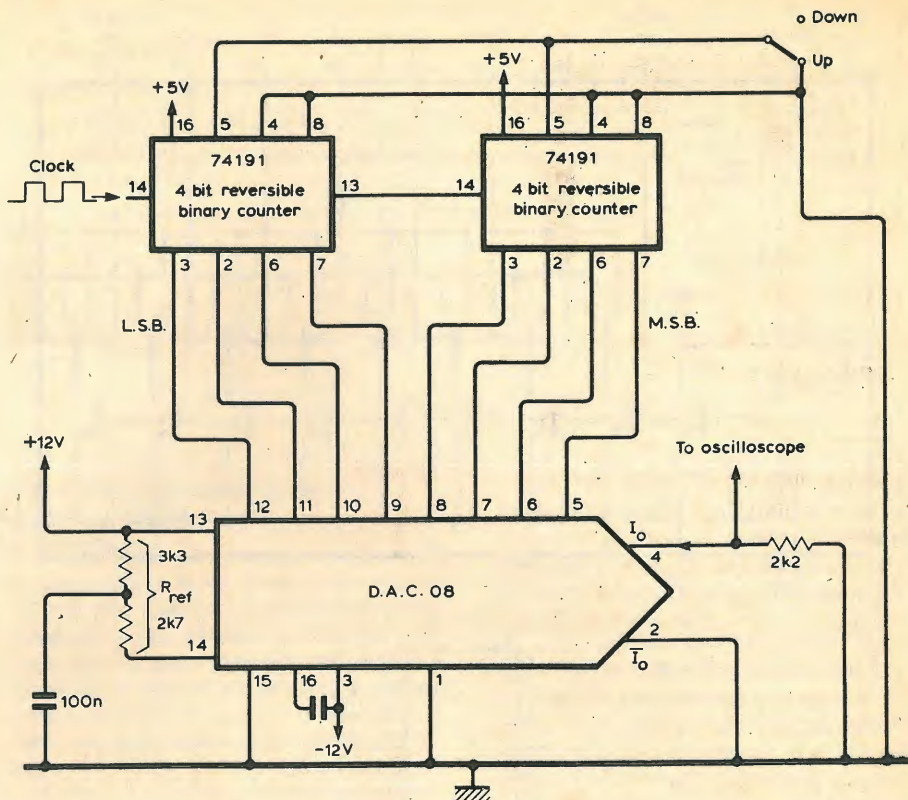 Down
Up
+5V
+5V
16 5 4 8
16 5 4 8
Clock
14
74191
4 bit reversible
binary counter
13
14
74191
4 bit reversible
binary counter
3 2 6 7
3 2 6 7
L.S.B.
M.S.B.
+12V
To oscilloscope
12 11 10 9 8 7 6 5
13
3k3
Rref
2k7
14
D.A.C. 08
Io
4
2k2
2
Io
100n
15 16 3 1
-12V